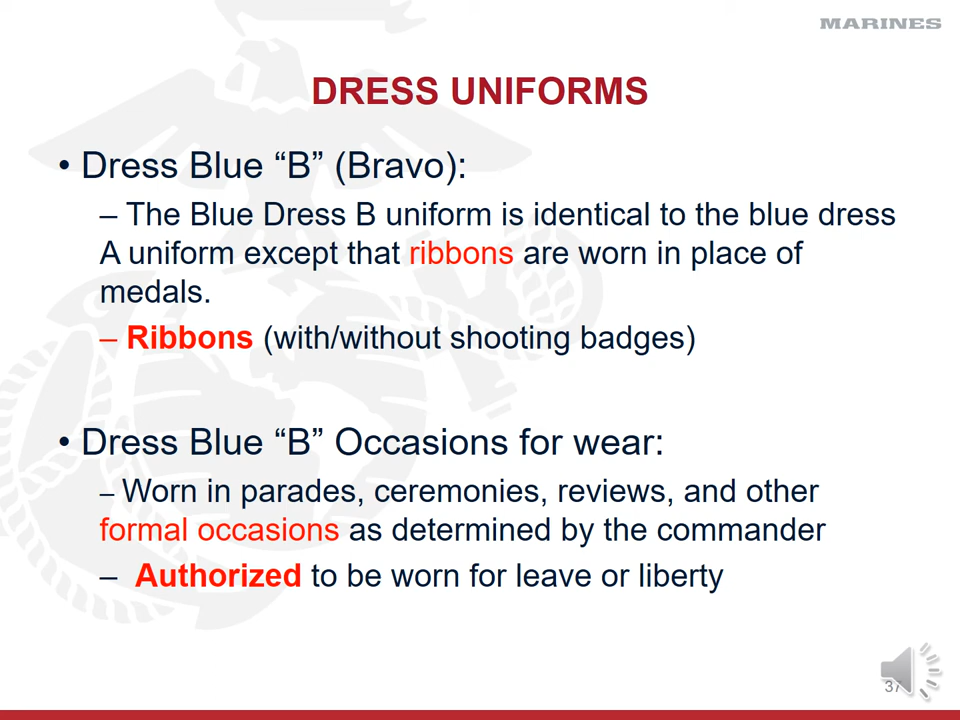 MARINES
DRESS UNIFORMS
• Dress Blue “B” (Bravo):
– The Blue Dress B uniform is identical to the blue dress
A uniform except that ribbons are worn in place of
medals.
– Ribbons (with/without shooting badges)
• Dress Blue “B” Occasions for wear:
– Worn in parades, ceremonies, reviews, and other
formal occasions as determined by the commander
– Authorized to be worn for leave or liberty
37